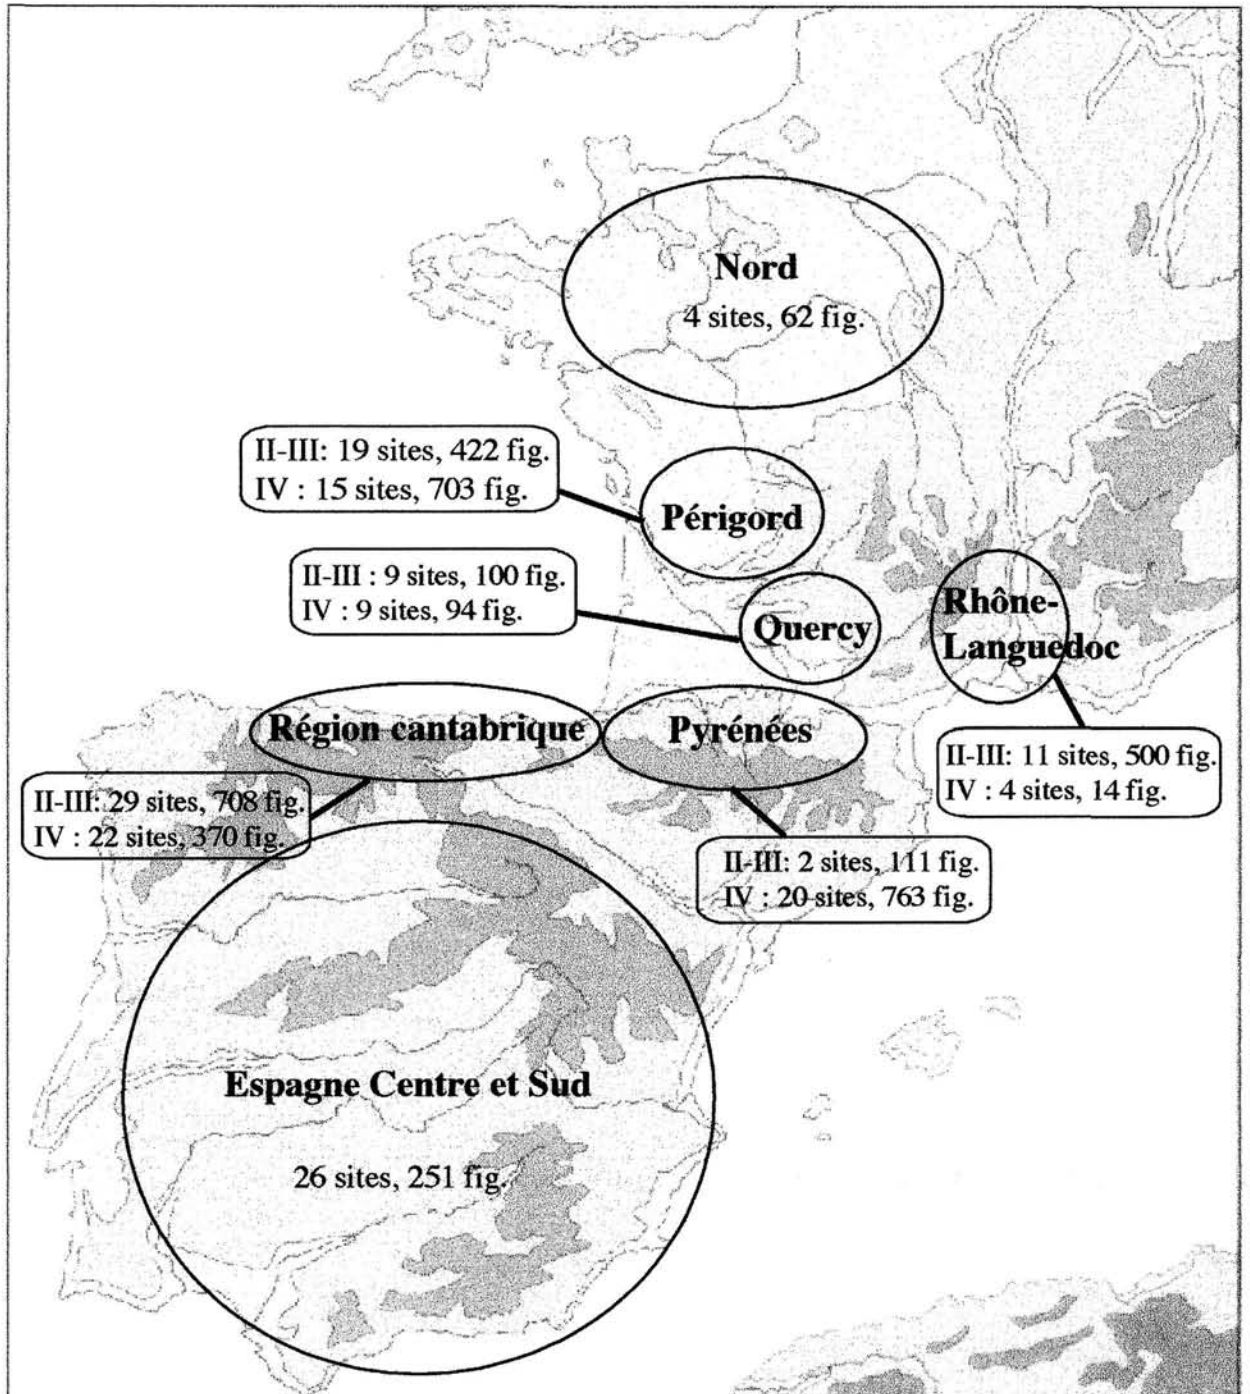 Nord
4 sites, 62 fig.
II-III: 19 sites, 422 fig.
IV : 15 sites, 703 fig.
Périgord
II-III : 9 sites, 100 fig.
IV : 9 sites, 94 fig.
Quercy
Rhône-
Languedoc
Région cantabrique
Pyrénées
II-III: 11 sites, 500 fig.
IV : 4 sites, 14 fig.
II-III: 29 sites, 708 fig.
IV : 22 sites, 370 fig.
II-III: 2 sites, 111 fig.
IV : 20 sites, 763 fig.
Espagne Centre et Sud
26 sites, 251 fig.